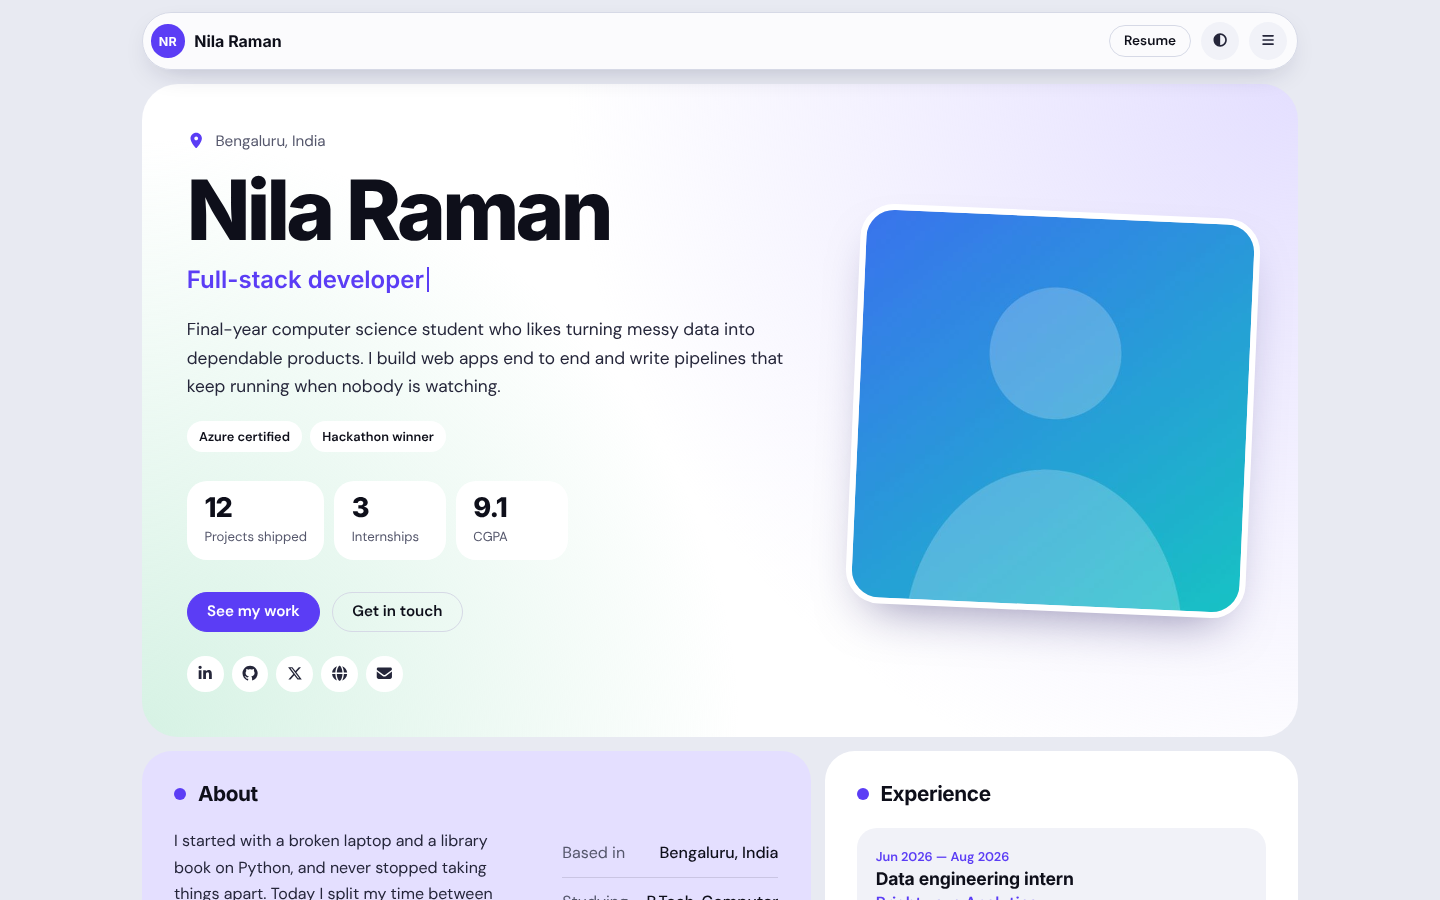 NR
Nila Raman
Resume
Bengaluru, India
Nila Raman
Full-stack developer
Final-year computer science student who likes turning messy data into
dependable products. I build web apps end to end and write pipelines that
keep running when nobody is watching.
Azure certified
Hackathon winner
12
Projects shipped
3
Internships
9.1
CGPA
See my work
Get in touch
About
I started with a broken laptop and a library
book on Python, and never stopped taking
things apart. Today I split my time between
Based in
Bengaluru, India
Experience
Jun 2026 — Aug 2026
Data engineering intern